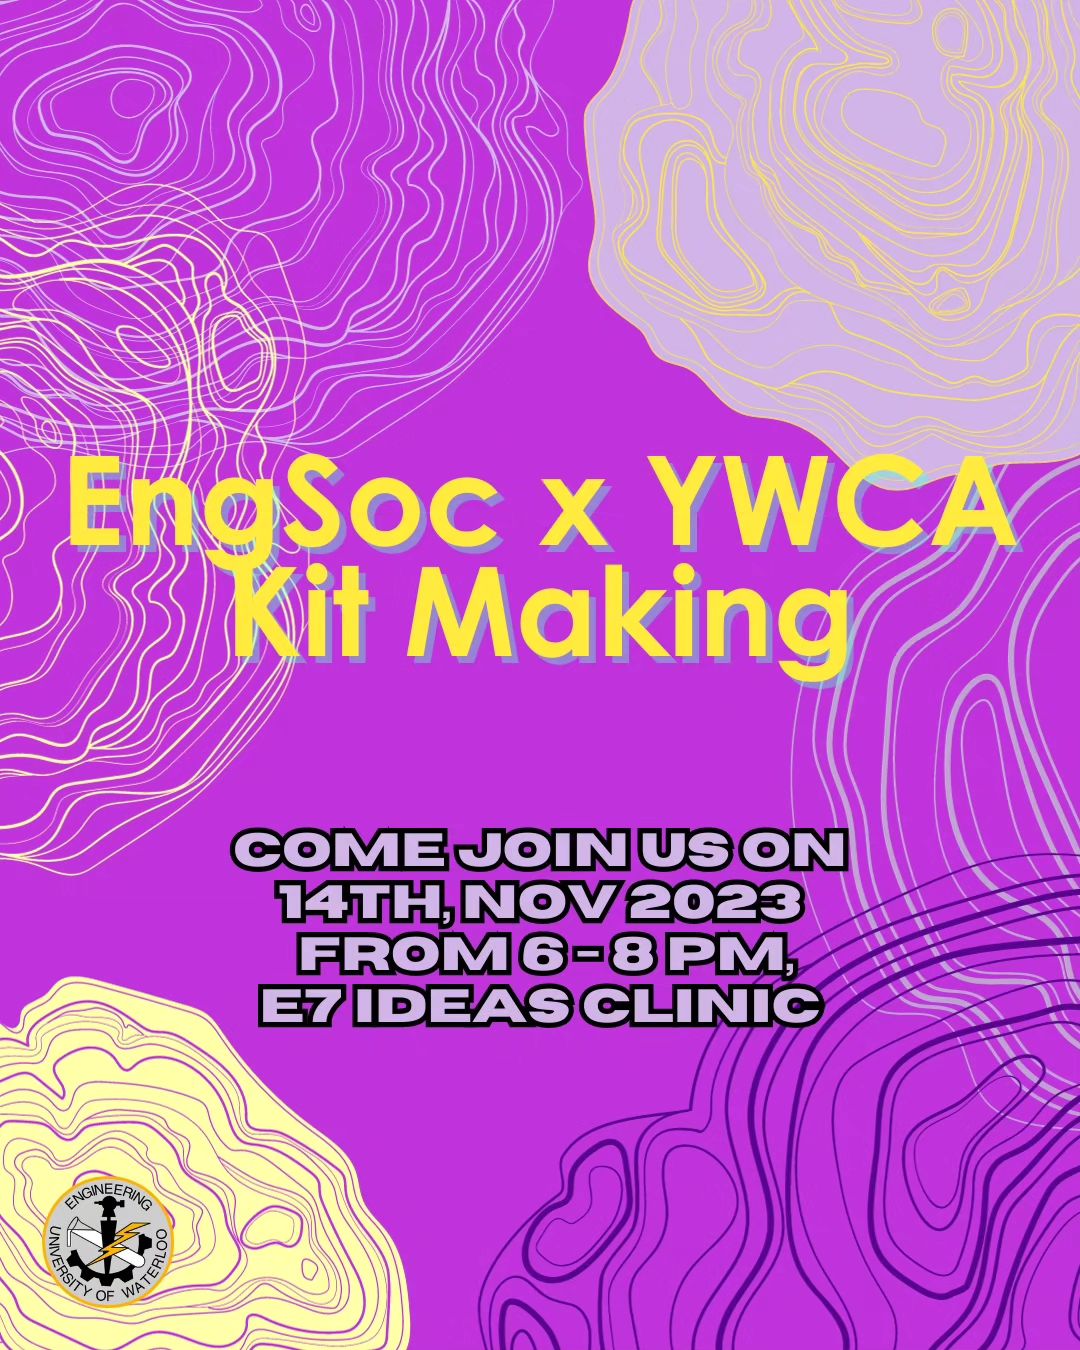 EngSoc x YWCA
Kit Making
COME JOIN US ON
14TH, NOV 2023
FROM 6 - 8 PM,
E7 IDEAS CLINIC
ENGINEERING
UNIVERSITY OF WATERLOO